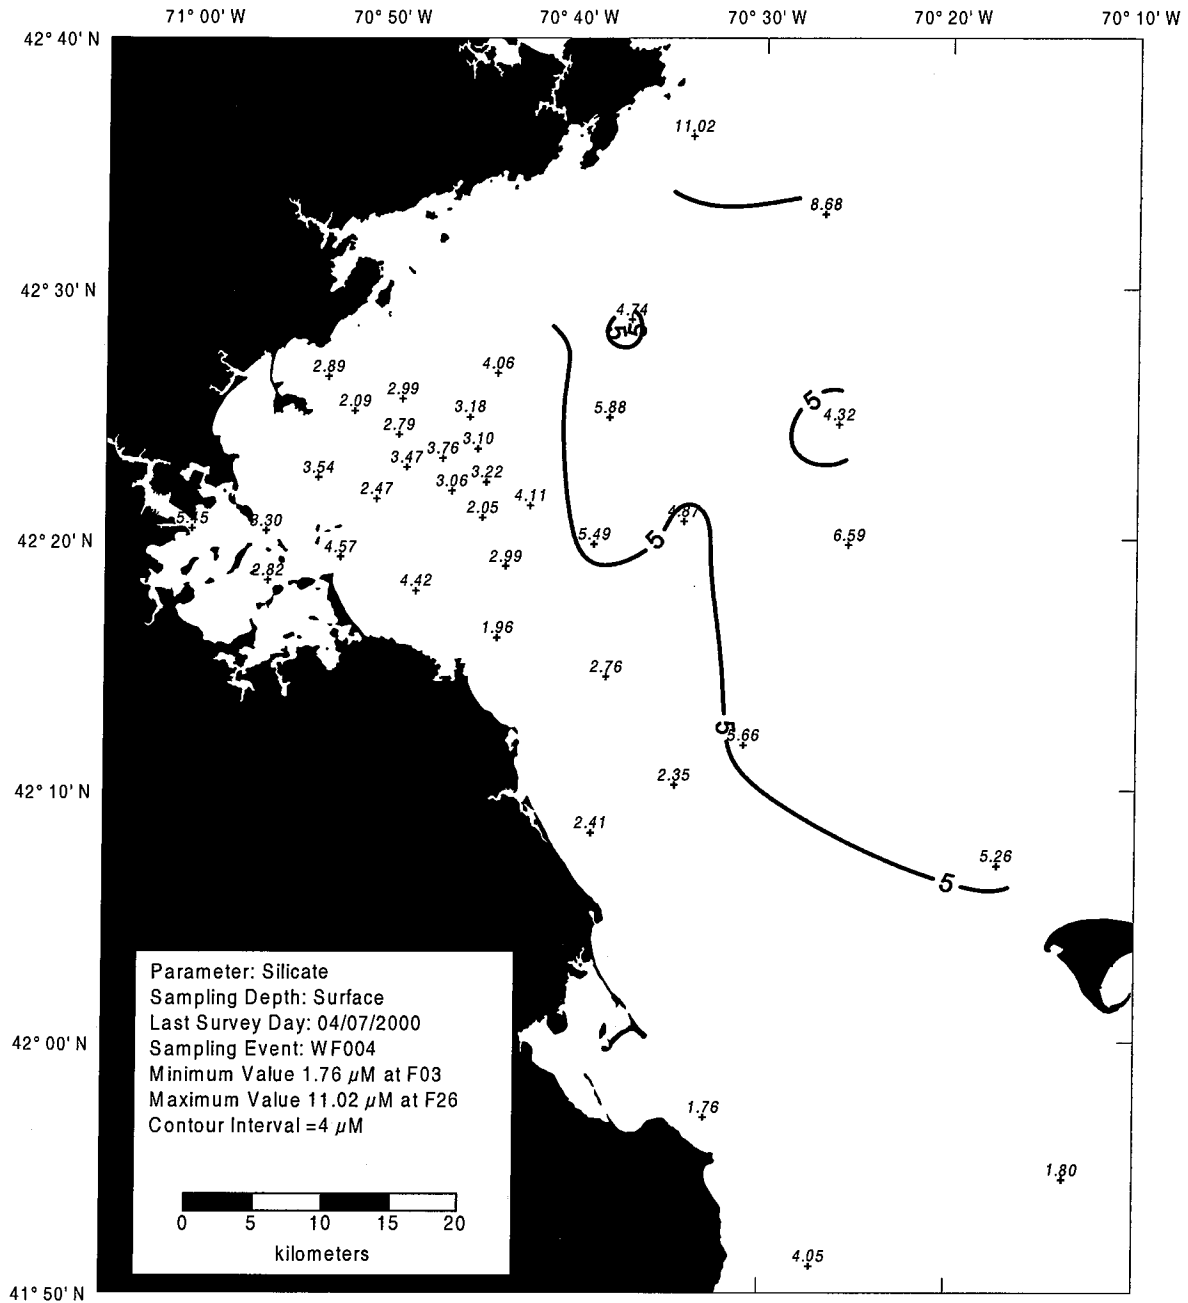 71° 00' W 70° 50' W 70° 40' W 70° 30' W 70° 20' W 70° 10' W
42° 40' N
11.02
8.68
42° 30' N
4.74
5
4.06
2.89
2.99
2.09
3.18
5.88
5
4.32
2.79
3.10
3.76
3.47
3.54
3.22
3.06
2.47
4.11
2.05
4.87
5.45
3.30
42° 20' N
5.49
5
6.59
4.57
2.99
2.82
4.42
1.96
2.76
5
2.35
42° 10' N
2.41
5.26
5
Parameter: Silicate
Sampling Depth: Surface
Last Survey Day: 04/07/2000
42° 00' N
Sampling Event: WF004
Minimum Value 1.76 μM at F03
Maximum Value 11.02 μM at F26
Contour Interval =4 μM
1.76
1.80
0 5 10 15 20
kilometers
4.05
41° 50' N